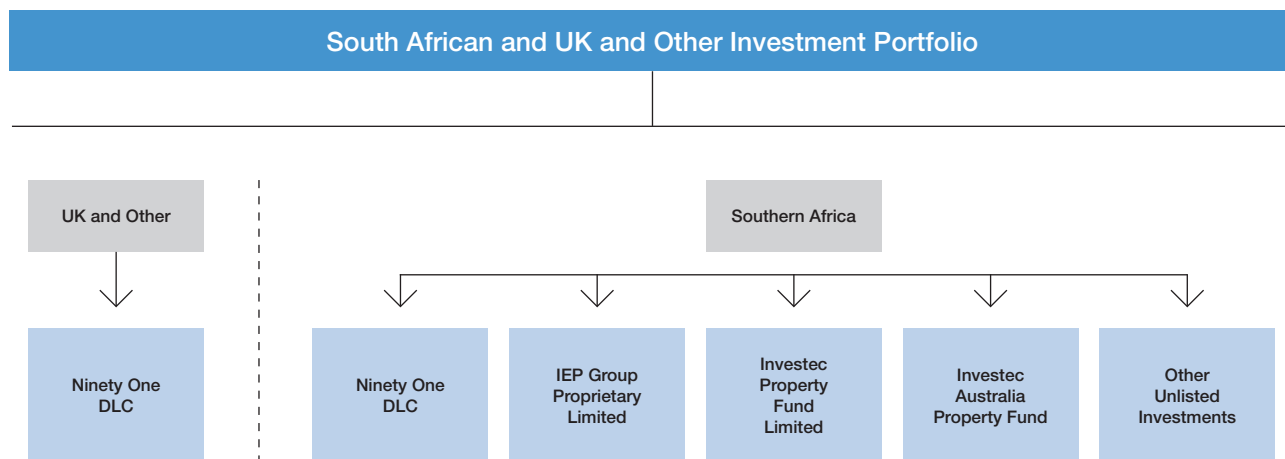 South African and UK and Other Investment Portfolio
UK and Other
Southern Africa
Ninety One
DLC
Ninety One
DLC
IEP Group
Proprietary
Limited
Investec
Property
Fund
Limited
Investec
Australia
Property Fund
Other
Unlisted
Investments